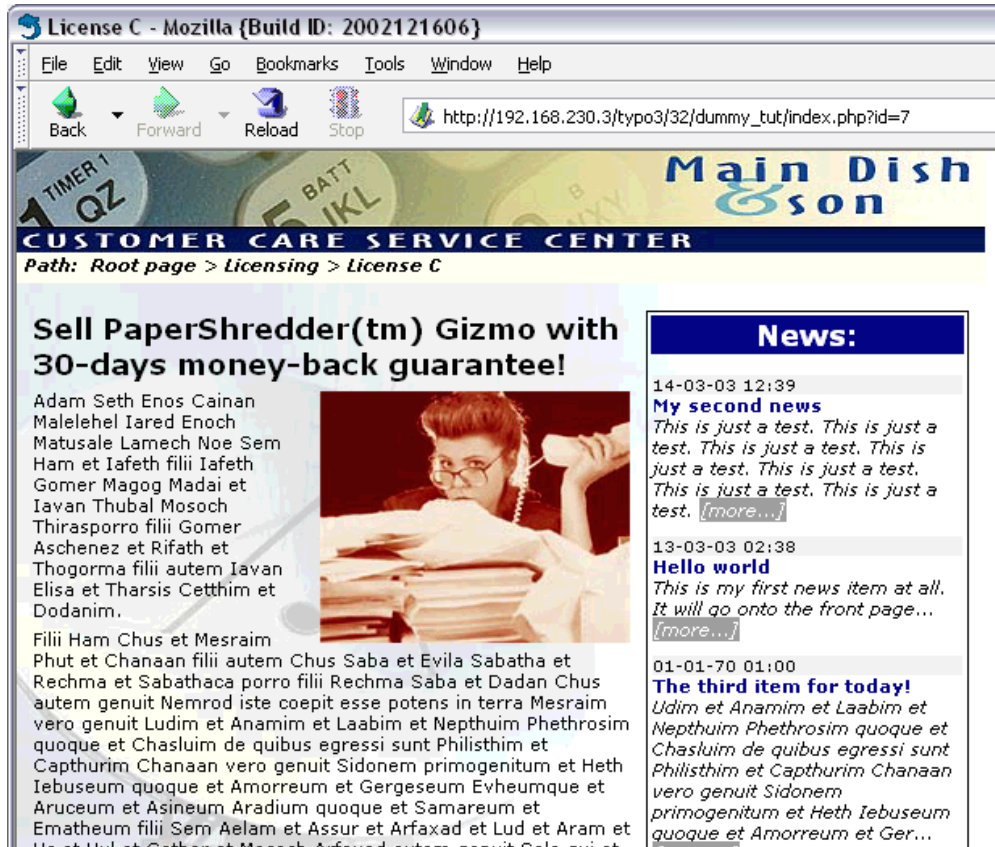 License C - Mozilla {Build ID: 2002121606}
File Edit View Go Bookmarks Tools Window Help
Back Forward Reload Stop
http://192.168.230.3/typo3/32/dummy_tut/index.php?id=7
TIMER 1
1 QZ
BATT
5 JKL
B
WXY
Main Dish
& son
CUSTOMER CARE SERVICE CENTER
Path: Root page > Licensing > License C
Sell PaperShredder(tm) Gizmo with
30-days money-back guarantee!
Adam Seth Enos Cainan
Malelehel Iared Enoch
Matusale Lamech Noe Sem
Ham et Iafeth filii Iafeth
Gomer Magog Madai et
Iavan Thubal Mosoch
Thirasporro filii Gomer
Aschenez et Rifath et
Thogorma filii autem Iavan
Elisa et Tharsis Cetthim et
Dodanim.
Filii Ham Chus et Mesraim
Phut et Chanaan filii autem Chus Saba et Evila Sabatha et
Rechma et Sabathaca porro filii Rechma Saba et Dadan Chus
autem genuit Nemrod iste coepit esse potens in terra Mesraim
vero genuit Ludim et Anamim et Laabim et Nepthuim Phethrosim
quoque et Chasluim de quibus egressi sunt Philisthim et
Capthurim Chanaan vero genuit Sidonem primogenitum et Heth
Iebuseum quoque et Amorreum et Gergeseum Evheumque et
Aruceum et Asineum Aradium quoque et Samareum et
Ematheum filii Sem Aelam et Assur et Arfaxad et Lud et Aram et
News:
14-03-03 12:39
My second news
This is just a test. This is just a
test. This is just a test. This is
just a test. This is just a test.
This is just a test. This is just a
test. [more...]
13-03-03 02:38
Hello world
This is my first news item at all.
It will go onto the front page...
[more...]
01-01-70 01:00
The third item for today!
Udim et Anamim et Laabim et
Nepthuim Phethrosim quoque et
Chasluim de quibus egressi sunt
Philisthim et Capthurim Chanaan
vero genuit Sidonem
primogenitum et Heth Iebuseum
quoque et Amorreum et Ger...